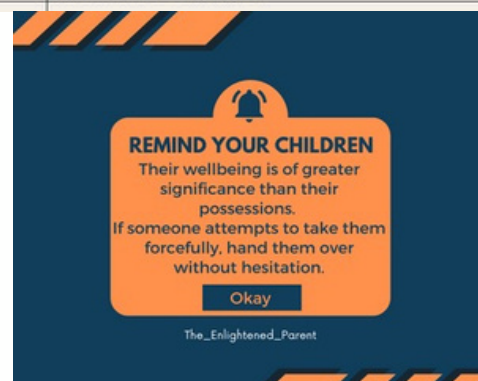 REMIND YOUR CHILDREN
Their wellbeing is of greater
significance than their
possessions.
If someone attempts to take them
forcefully, hand them over
without hesitation.
Okay
The_Enlightened_Parent